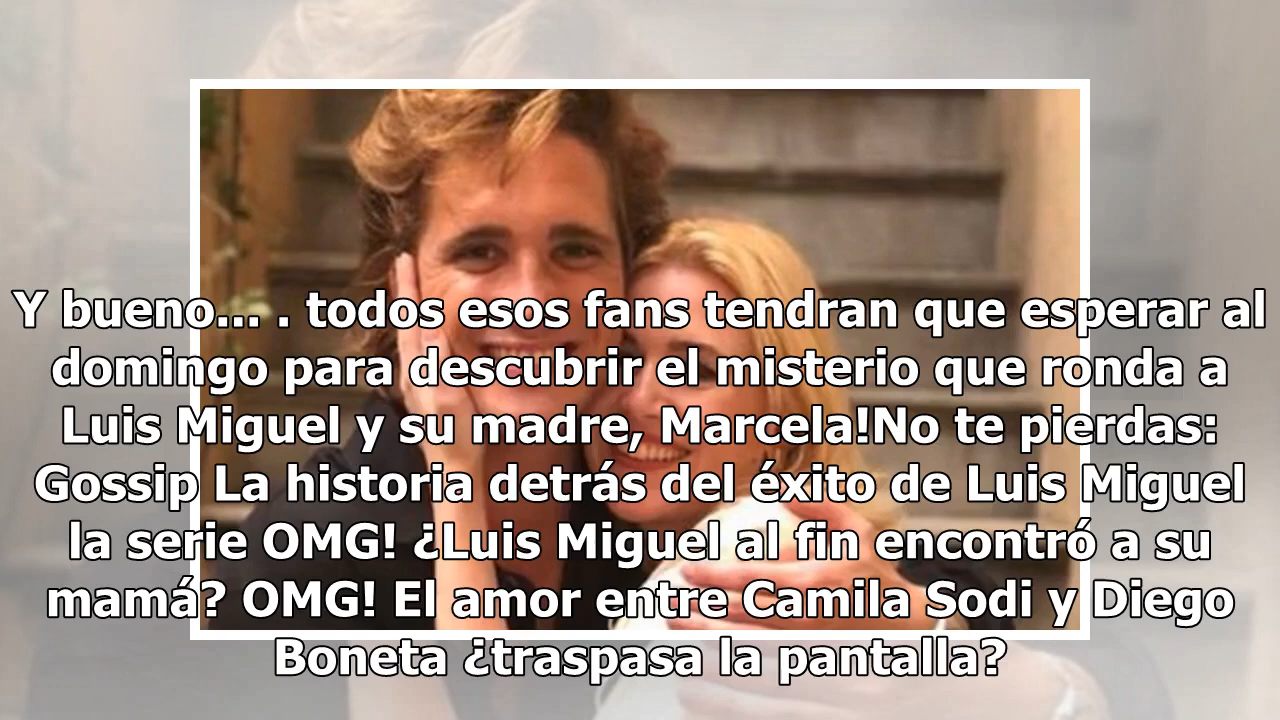 Y bueno... . todos esos fans tendran que esperar al
domingo para descubrir el misterio que ronda a
Luis Miguel y su madre, Marcela!No te pierdas:
Gossip La historia detrás del éxito de Luis Miguel
la serie OMG! ¿Luis Miguel al fin encontró a su
mamá? OMG! El amor entre Camila Sodi y Diego
Boneta ¿traspasa la pantalla?